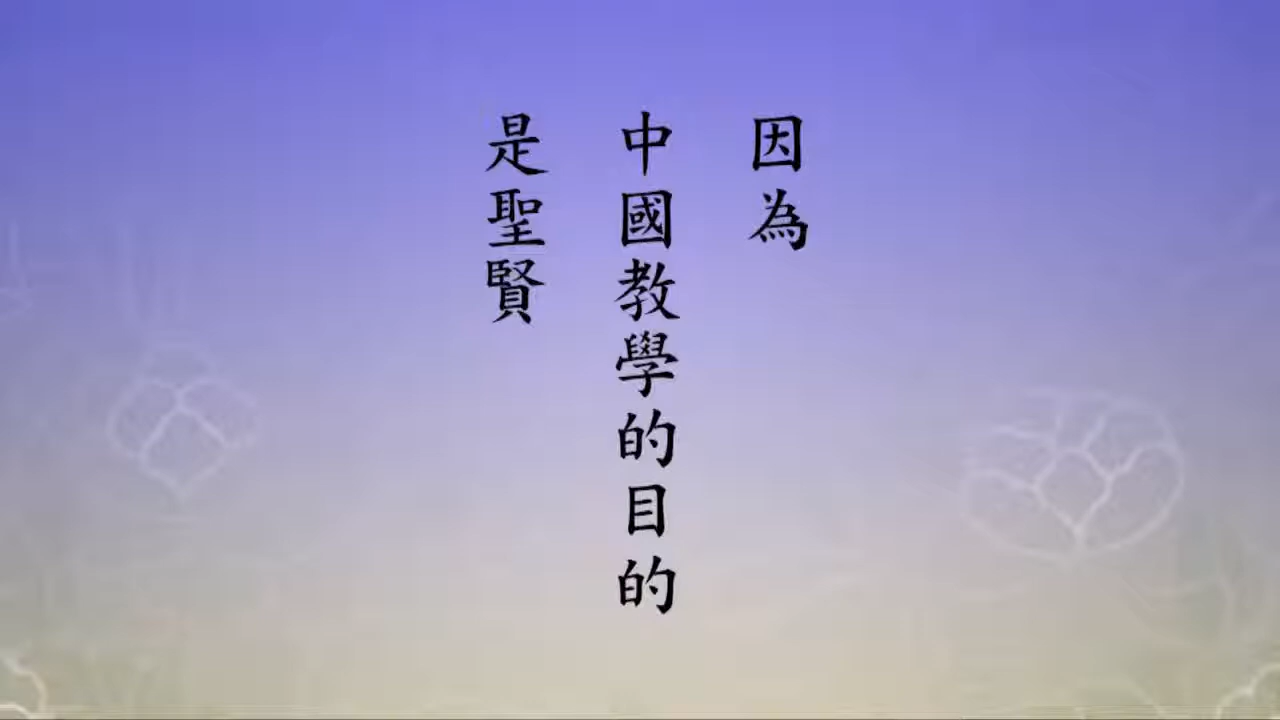 因為
中國教學的目的
是聖賢